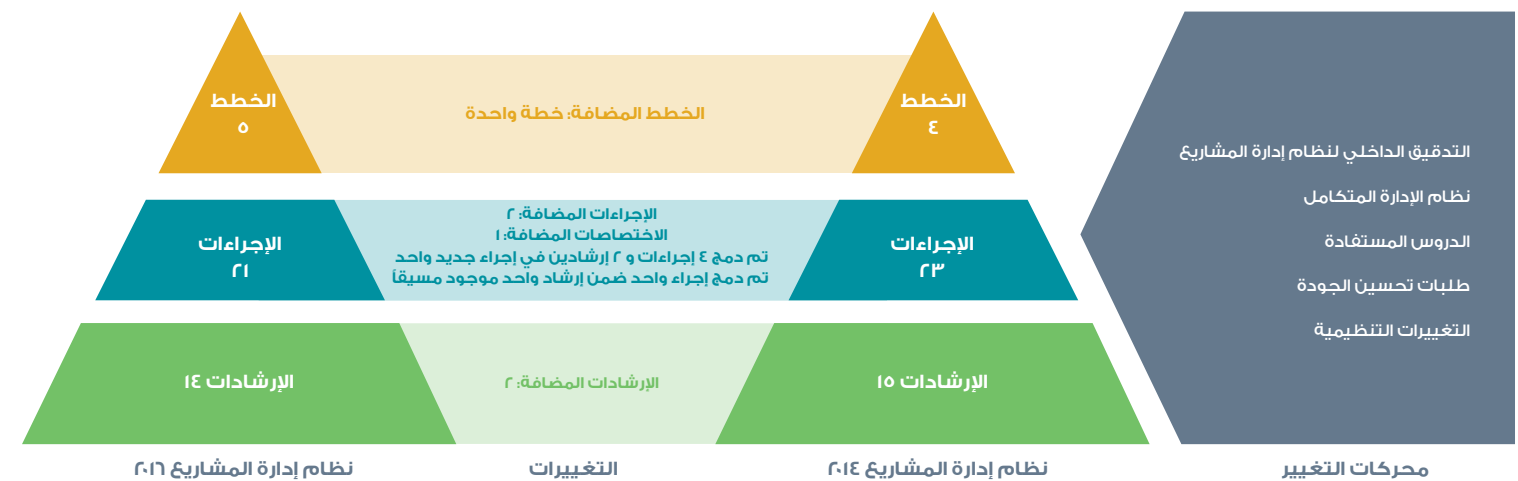 التدقيق الداخلي لنظام إدارة المشاريع
نظام الإدارة المتكامل
الدروس المستفادة
طلبات تحسين الجودة
التغييرات التنظيمية
محركات التغيير
الخطط
٤
الإجراءات
٢٣
الإرشادات ١٥
نظام إدارة المشاريع ٢٠١٤
الخطط المضافة: خطة واحدة
الإجراءات المضافة: ٢
الاختصاصات المضافة: ١
تم دمج ٤ إجراءات و ٢ إرشادين في إجراء جديد واحد
تم دمج إجراء واحد ضمن إرشاد واحد موجود مسبقاً
الإرشادات المضافة: ٢
التغييرات
الخطط
٥
الإجراءات
٢١
الإرشادات ١٤
نظام إدارة المشاريع ٢٠١٦